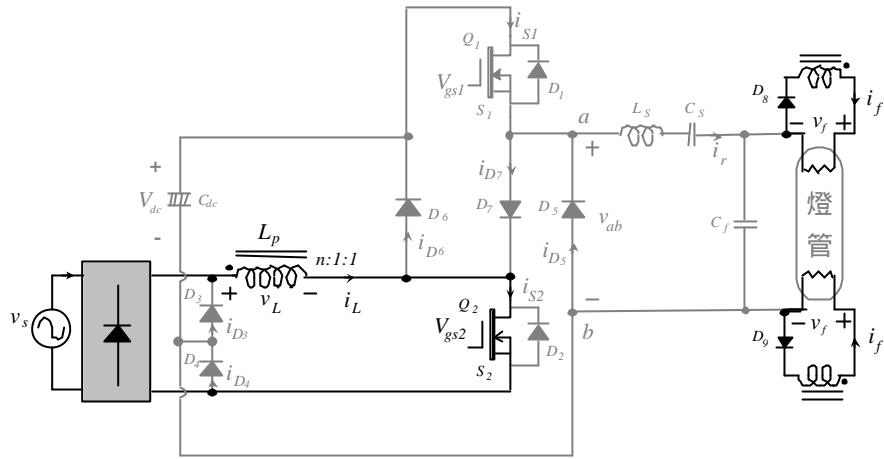 i S1
Q1
Vgs1
D1
S1
LS
CS
a
+
ir
D8
if
− vf +
燈
管
+
Vdc
Cdc
-
iD7
D7
D5
vab
iD5
Cf
D6
iD6
Lp
n:1:1
+ vL −
iL
iS2
Q2
Vgs2
D2
S2
−
b
vs
D3
iD3
D4
iD4
− vf +
D9
if